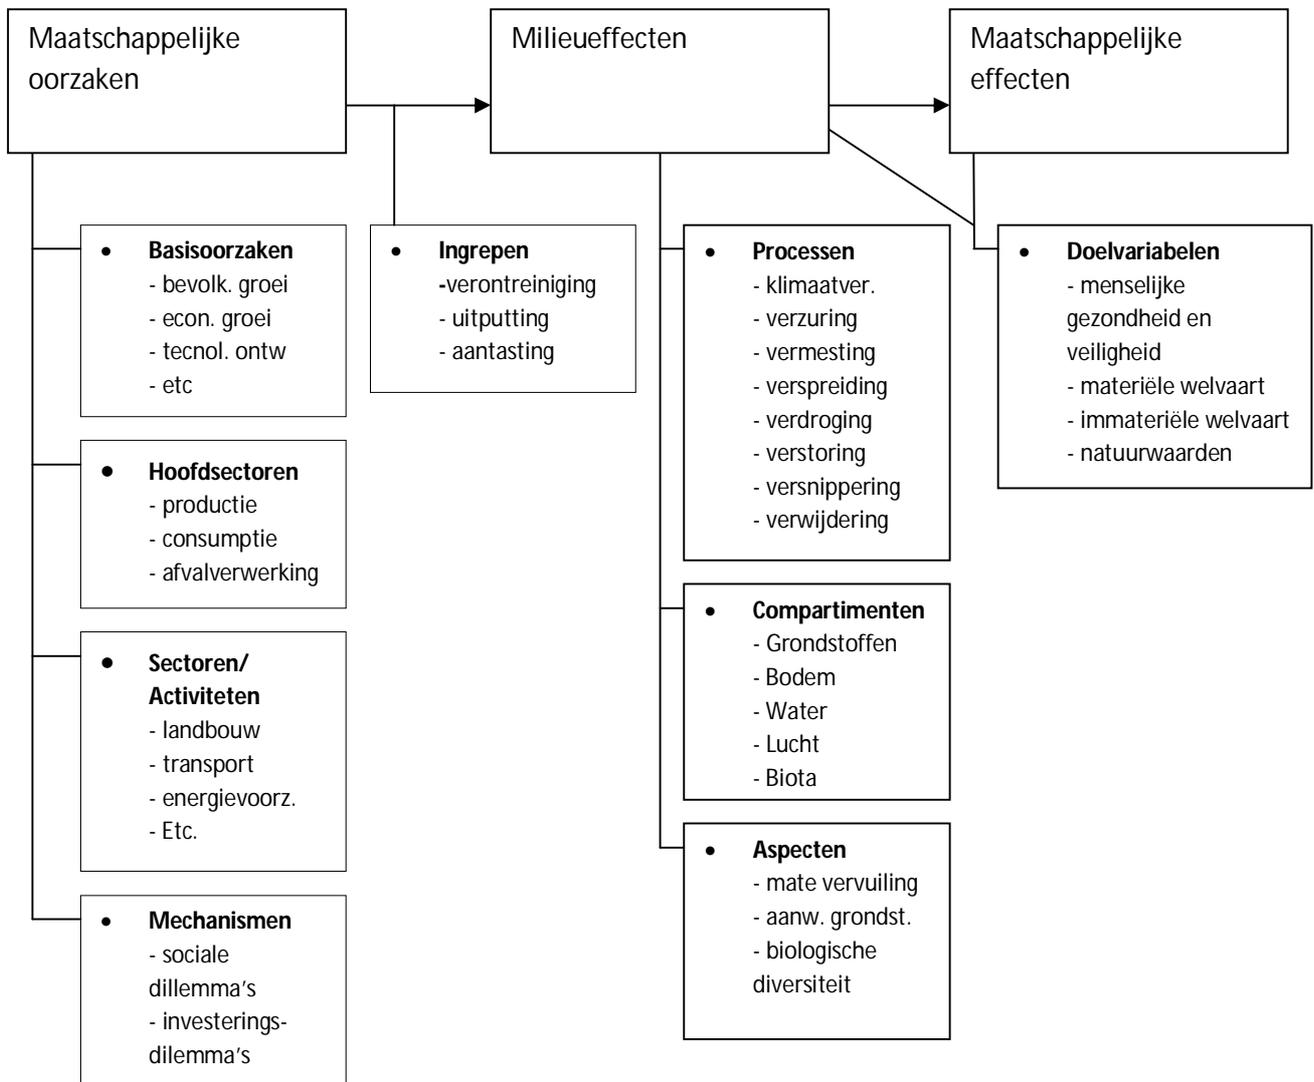 Maatschappelijke
oorzaken
Milieueffecten
Maatschappelijke
effecten
• Basisoorzaken
- bevolk. groei
- econ. groei
- tecnol. ontw
- etc
• Hoofdsectoren
- productie
- consumptie
- afvalverwerking
• Sectoren/
Activiteten
- landbouw
- transport
- energievoorz.
- Etc.
• Mechanismen
- sociale
dillemma's
- investerings-
dilemma's
• Ingrepen
-verontreiniging
- uitputting
- aantasting
• Processen
- klimaatver.
- verzuring
- vermesting
- verspreiding
- verdroging
- verstoring
- versnippering
- verwijdering
• Compartimenten
- Grondstoffen
- Bodem
- Water
- Lucht
- Biota
• Aspecten
- mate vervuiling
- aanw. grondst.
- biologische
diversiteit
• Doelvariabelen
- menselijke
gezondheid en
veiligheid
- materiële welvaart
- immateriële welvaart
- natuurwaarden